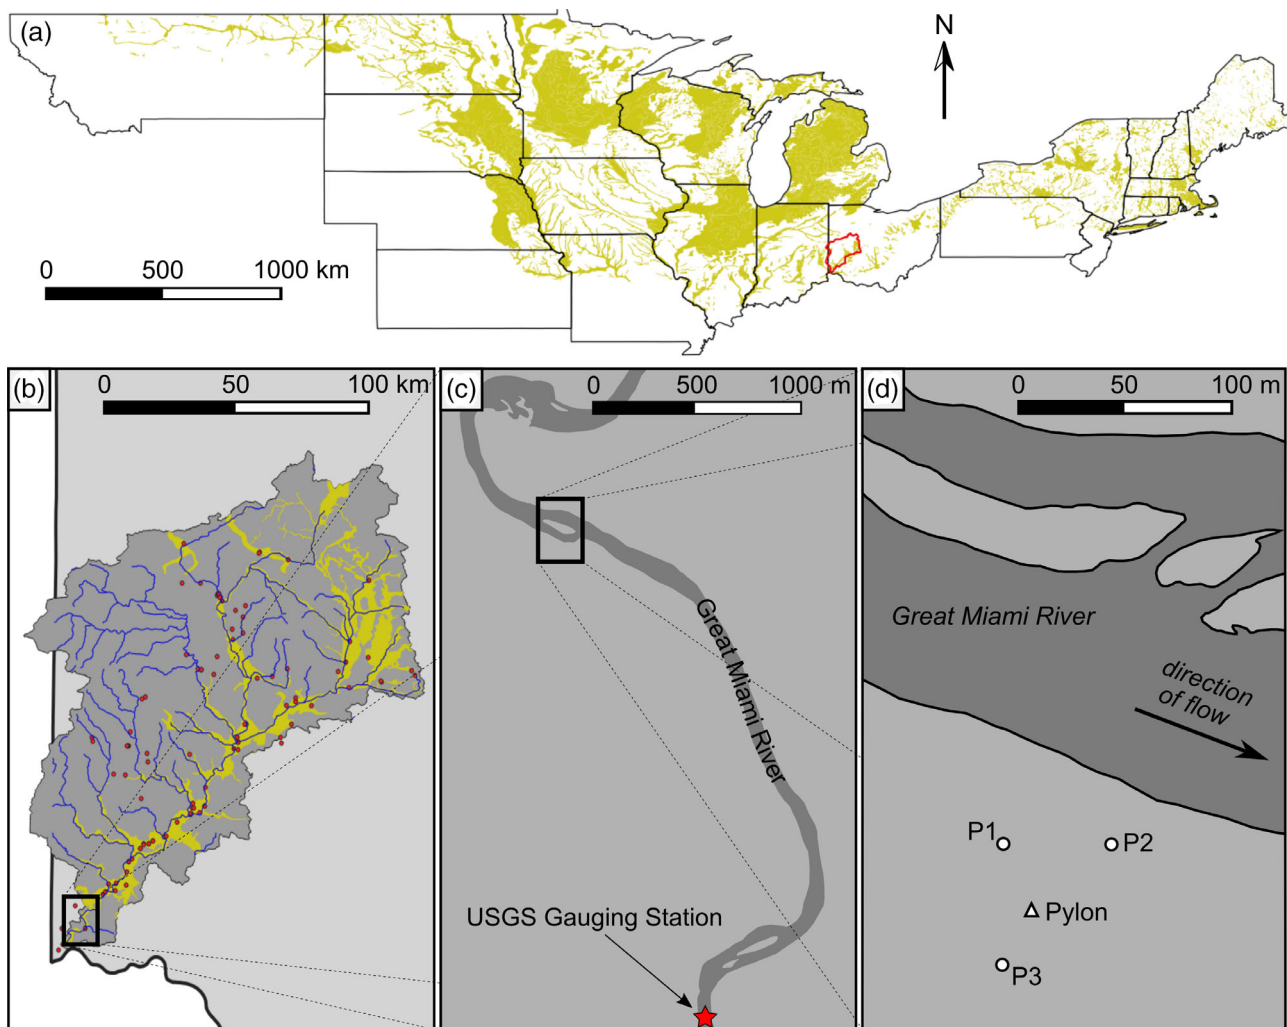 (a)
N
0 500 1000 km
(b)
0 50 100 km
(c)
0 500 1000 m
Great Miami River
USGS Gauging Station
(d)
0 50 100 m
Great Miami River
direction
of flow
P1
P2
Pylon
P3